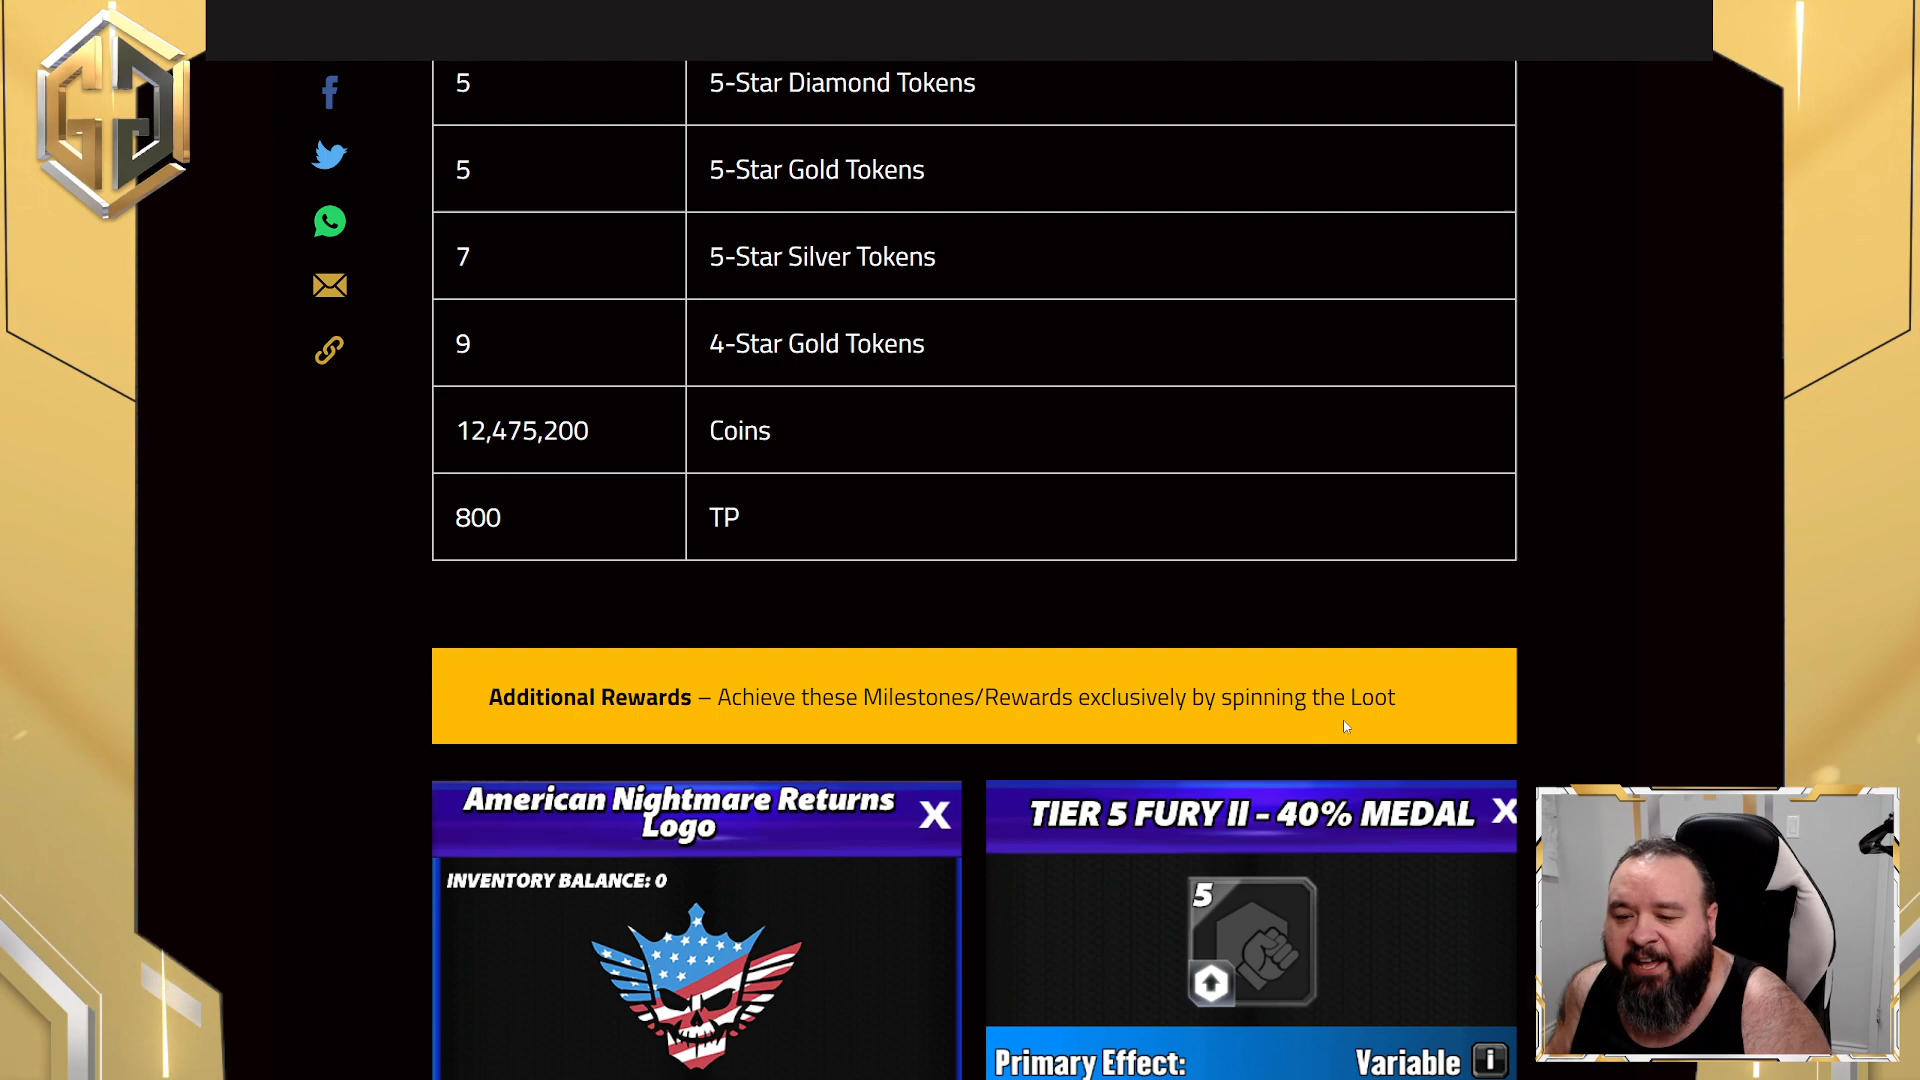 5 5-Star Diamond Tokens
5 5-Star Gold Tokens
7 5-Star Silver Tokens
9 4-Star Gold Tokens
12,475,200 Coins
800 TP
Additional Rewards – Achieve these Milestones/Rewards exclusively by spinning the Loot
American Nightmare Returns
Logo
X
INVENTORY BALANCE: 0
TIER 5 FURY II - 40% MEDAL
X
5
Primary Effect: Variable i